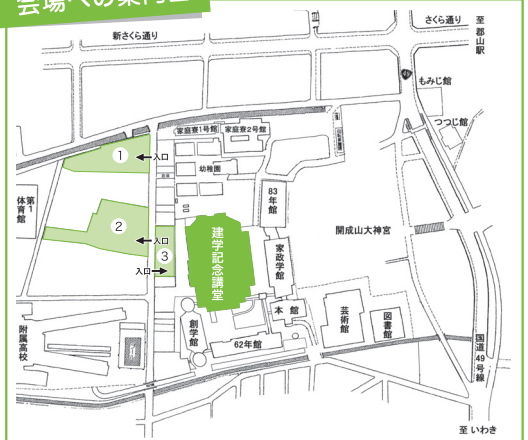 会場への案内
新さくら通り
さくら通り
至郡山駅
49
もみじ館
つつじ館
家庭寮1号館
家庭寮2号館
幼稚園
83年館
①
入口
②
入口
③
入口
第1体育館
建学記念講堂
家政学館
開成山大神宮
本館
芸術館
図書館
創学館
62年館
附属高校
国道49号線
至 いわき